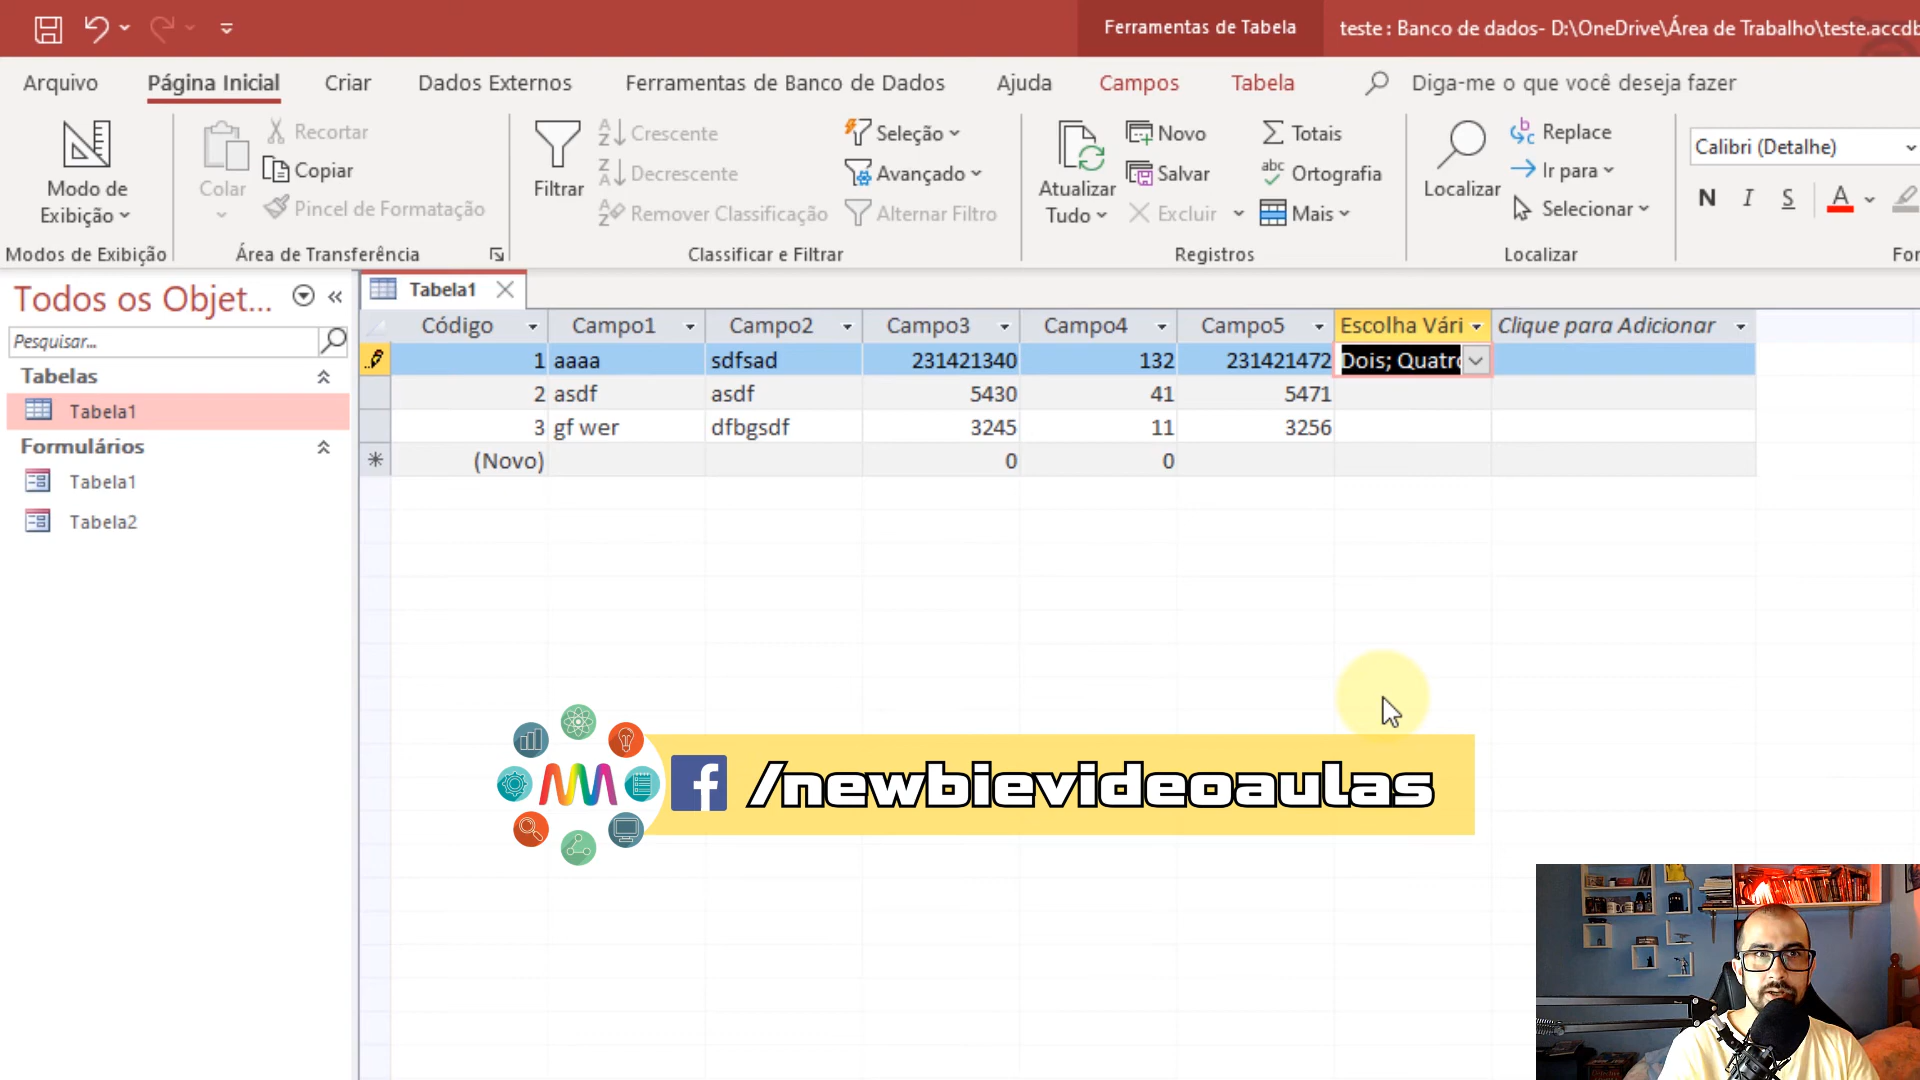 Ferramentas de Tabela
teste : Banco de dados- D:\OneDrive\Área de Trabalho\teste.accdb
Arquivo
Página Inicial
Criar
Dados Externos
Ferramentas de Banco de Dados
Ajuda
Campos
Tabela
Diga-me o que você deseja fazer
Modo de
Exibição
Modos de Exibição
Colar
Recortar
Copiar
Pincel de Formatação
Área de Transferência
Filtrar
Crescente
Decrescente
Remover Classificação
Seleção
Avançado
Alternar Filtro
Classificar e Filtrar
Atualizar
Tudo
Novo
Salvar
Excluir
Totais
Ortografia
Mais
Registros
Localizar
Replace
Ir para
Selecionar
Localizar
Calibri (Detalhe)
N I S A
For
Todos os Objet...
Pesquisar...
Tabelas
Tabela1
Formulários
Tabela1
Tabela2
Tabela1
Código Campo1 Campo2 Campo3 Campo4 Campo5 Escolha Vári Clique para Adicionar
1 aaaa sdfsad 231421340 132 231421472 Dois; Quatro
2 asdf asdf 5430 41 5471
3 gf wer dfbgsdf 3245 11 3256
(Novo) 0 0
/newbievideoaulas